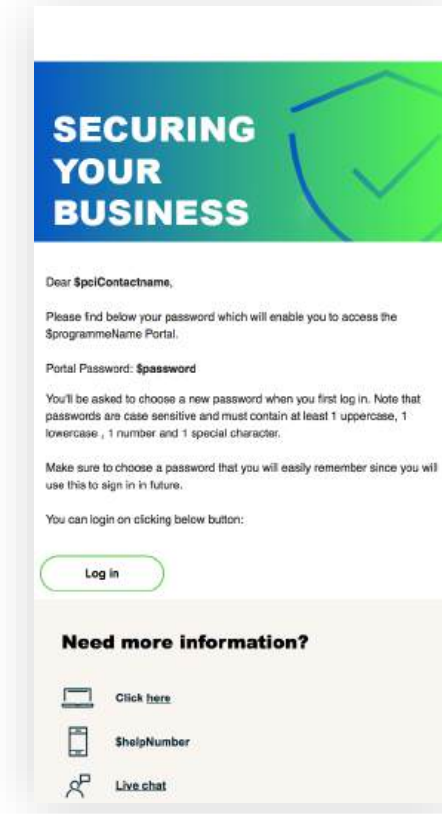 SECURING
YOUR
BUSINESS
Dear $pciContactname,
Please find below your password which will enable you to access the
$programmeName Portal.
Portal Password: $password
You'll be asked to choose a new password when you first log in. Note that
passwords are case sensitive and must contain at least 1 uppercase, 1
lowercase , 1 number and 1 special character.
Make sure to choose a password that you will easily remember since you will
use this to sign in in future.
You can login on clicking below button:
Log in
Need more information?
Click here
$helpNumber
Live chat